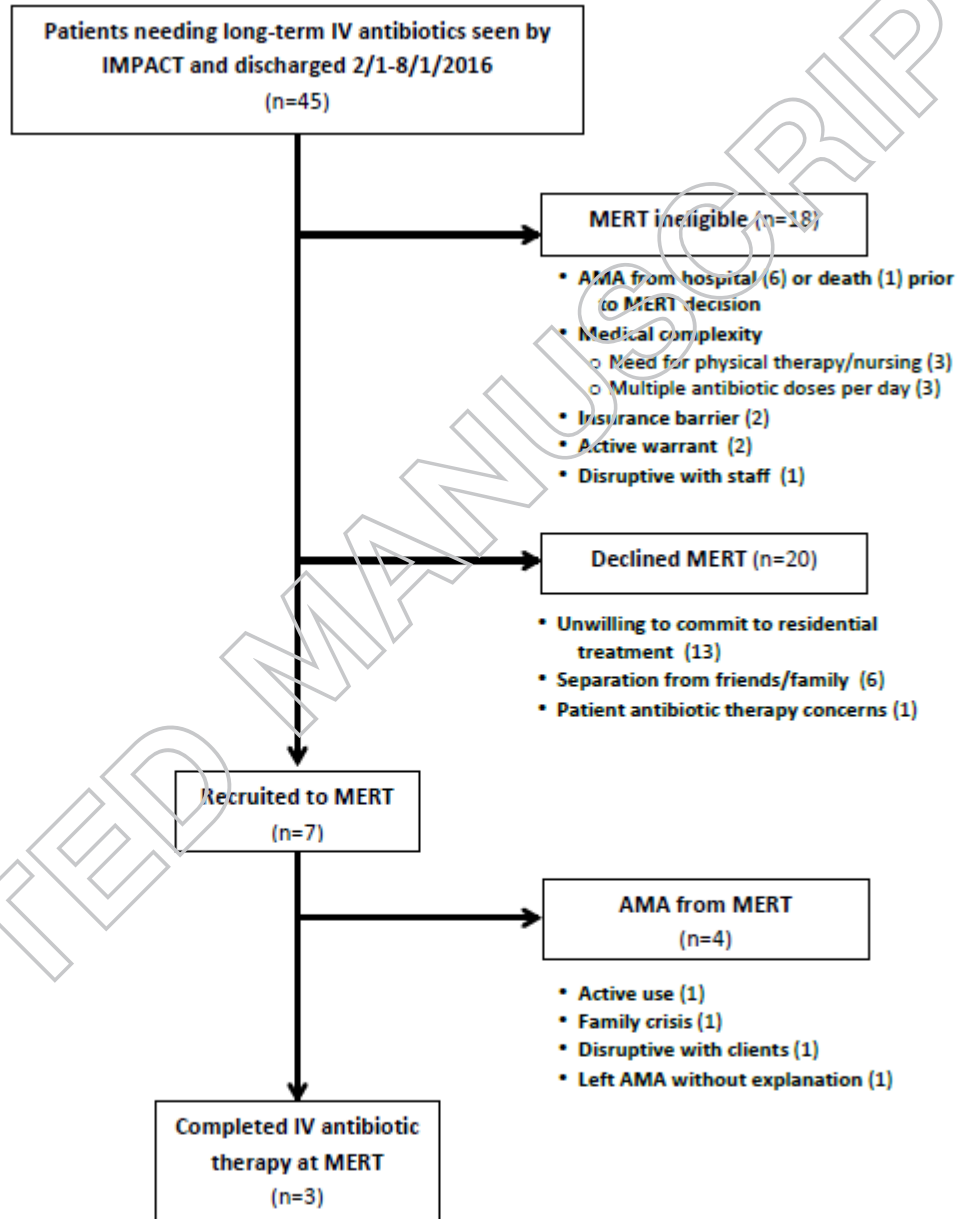 Patients needing long-term IV antibiotics seen by
IMPACT and discharged 2/1-8/1/2016
(n=45)
MERT ineligible (n=18)
• AMA from hospital (6) or death (1) prior
to MERT decision
• Medical complexity
o Need for physical therapy/nursing (3)
o Multiple antibiotic doses per day (3)
• Insurance barrier (2)
• Active warrant (2)
• Disruptive with staff (1)
Declined MERT (n=20)
• Unwilling to commit to residential
treatment (13)
• Separation from friends/family (6)
• Patient antibiotic therapy concerns (1)
Recruited to MERT
(n=7)
AMA from MERT
(n=4)
• Active use (1)
• Family crisis (1)
• Disruptive with clients (1)
• Left AMA without explanation (1)
Completed IV antibiotic
therapy at MERT
(n=3)
TED MANUSCRIP